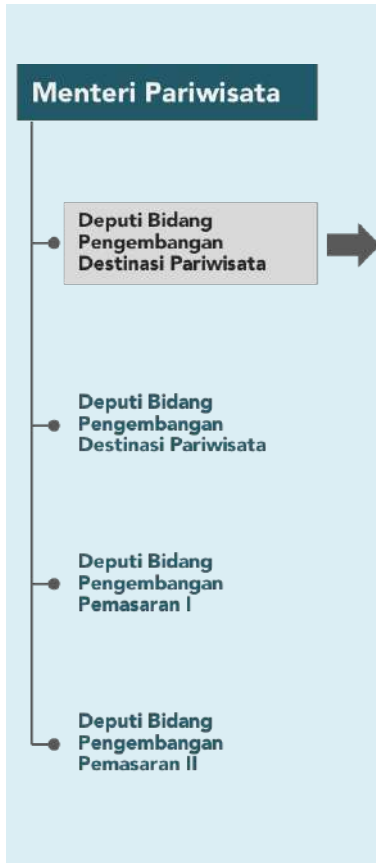 Menteri Pariwisata
Deputi Bidang
Pengembangan
Destinasi Pariwisata
Deputi Bidang
Pengembangan
Destinasi Pariwisata
Deputi Bidang
Pengembangan
Pemasaran I
Deputi Bidang
Pengembangan
Pemasaran II